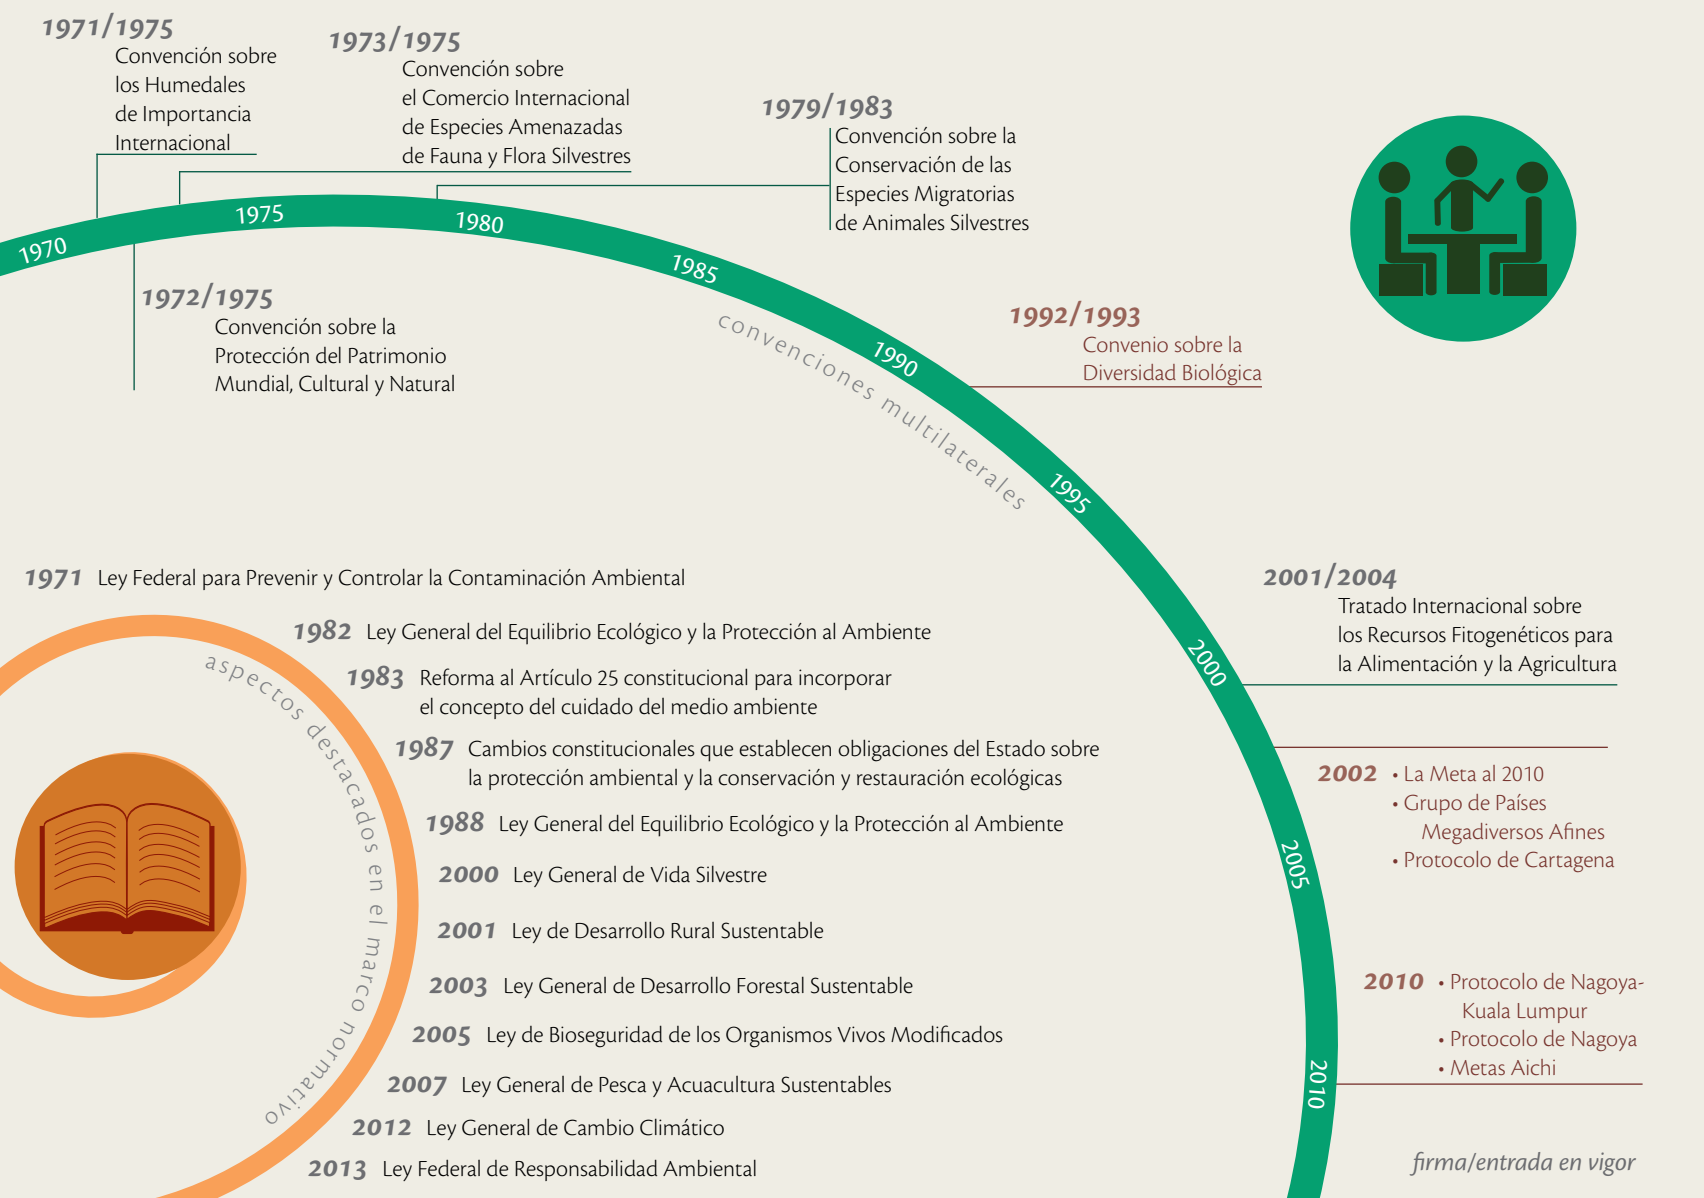 1971/1975
Convención sobre
los Humedales
de Importancia
Internacional
1973/1975
Convención sobre
el Comercio Internacional
de Especies Amenazadas
de Fauna y Flora Silvestres
1979/1983
Convención sobre la
Conservación de las
Especies Migratorias
de Animales Silvestres
1970
1975
1980
1985
1990
1995
2000
2005
2010
convenciones multilaterales
1972/1975
Convención sobre la
Protección del Patrimonio
Mundial, Cultural y Natural
1992/1993
Convenio sobre la
Diversidad Biológica
2001/2004
Tratado Internacional sobre
los Recursos Fitogenéticos para
la Alimentación y la Agricultura
2002 • La Meta al 2010
• Grupo de Países
Megadiversos Afines
• Protocolo de Cartagena
2010 • Protocolo de Nagoya-
Kuala Lumpur
• Protocolo de Nagoya
• Metas Aichi
firma/entrada en vigor
aspectos destacados en el marco normativo
1971 Ley Federal para Prevenir y Controlar la Contaminación Ambiental
1982 Ley General del Equilibrio Ecológico y la Protección al Ambiente
1983 Reforma al Artículo 25 constitucional para incorporar
el concepto del cuidado del medio ambiente
1987 Cambios constitucionales que establecen obligaciones del Estado sobre
la protección ambiental y la conservación y restauración ecológicas
1988 Ley General del Equilibrio Ecológico y la Protección al Ambiente
2000 Ley General de Vida Silvestre
2001 Ley de Desarrollo Rural Sustentable
2003 Ley General de Desarrollo Forestal Sustentable
2005 Ley de Bioseguridad de los Organismos Vivos Modificados
2007 Ley General de Pesca y Acuacultura Sustentables
2012 Ley General de Cambio Climático
2013 Ley Federal de Responsabilidad Ambiental